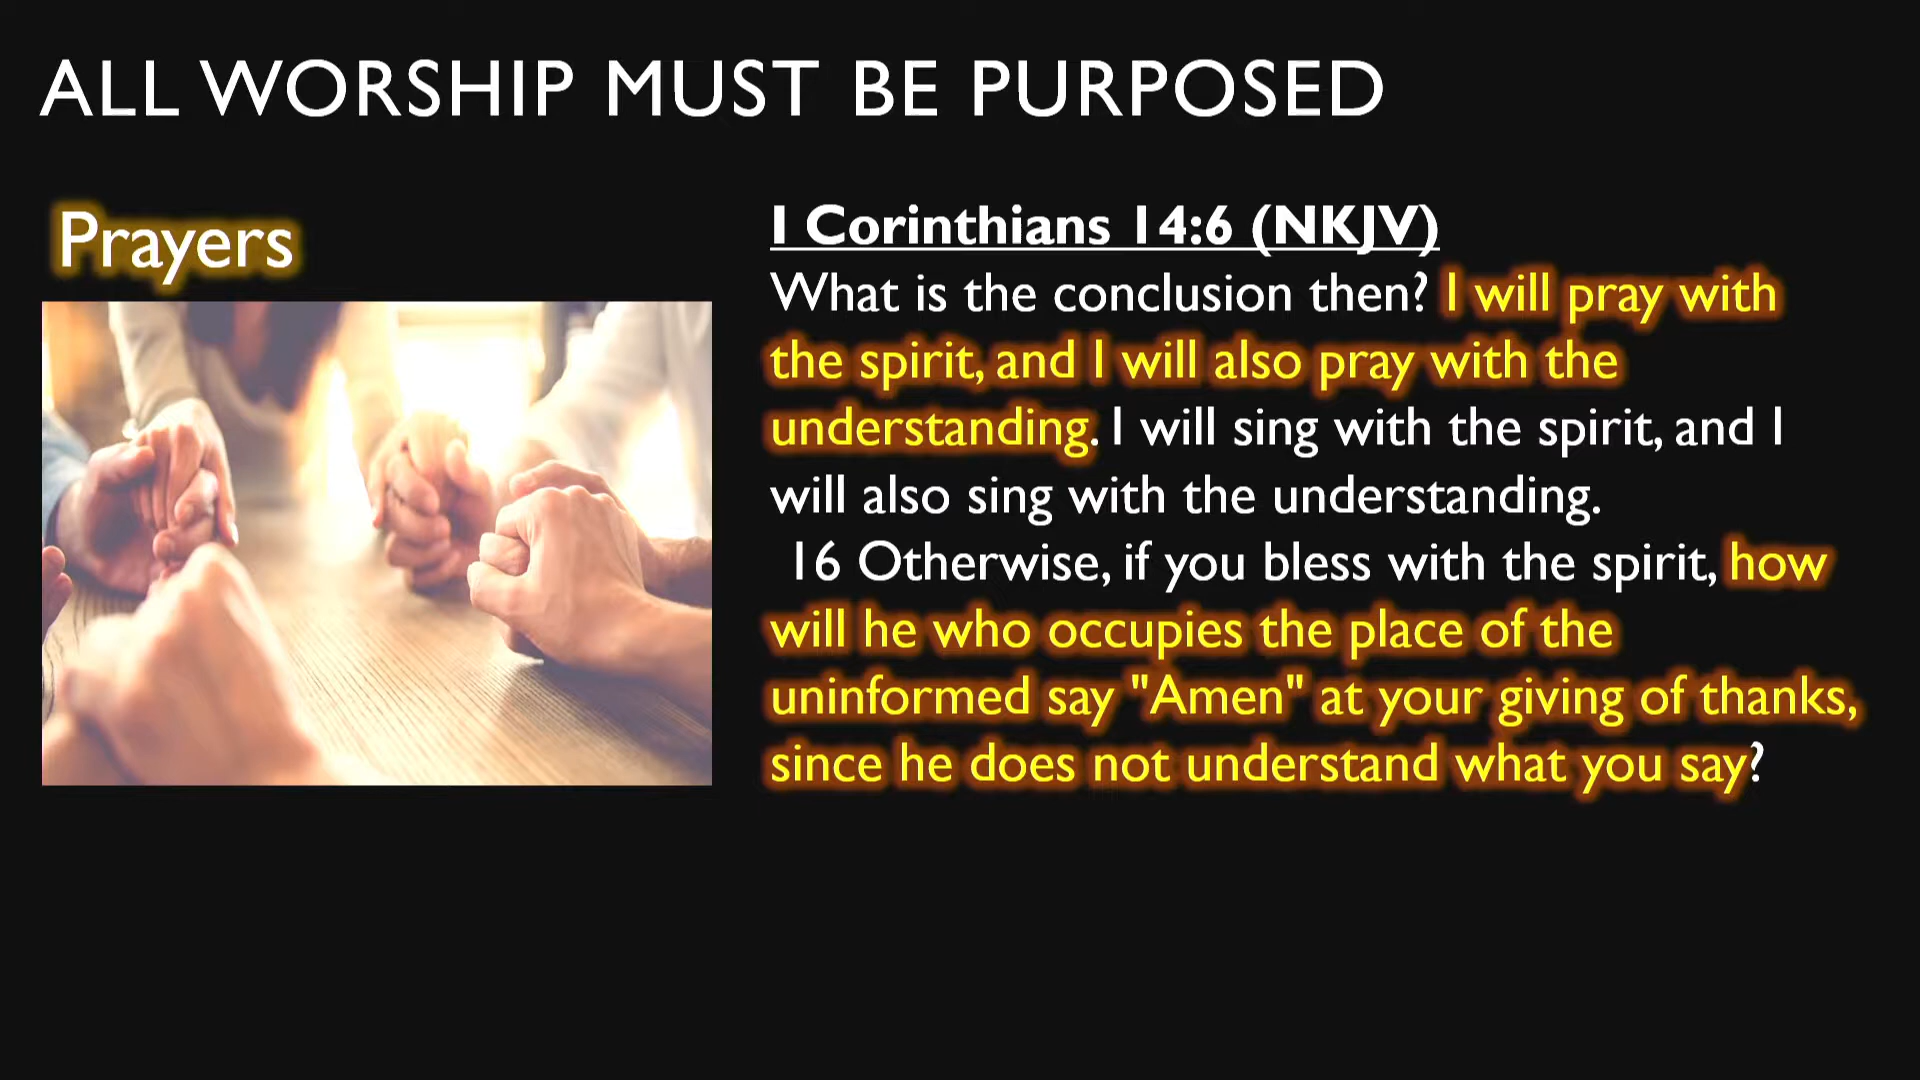 ALL WORSHIP MUST BE PURPOSED
Prayers
1 Corinthians 14:6 (NKJV)
What is the conclusion then? I will pray with
the spirit, and I will also pray with the
understanding. I will sing with the spirit, and I
will also sing with the understanding.
16 Otherwise, if you bless with the spirit, how
will he who occupies the place of the
uninformed say "Amen" at your giving of thanks,
since he does not understand what you say?